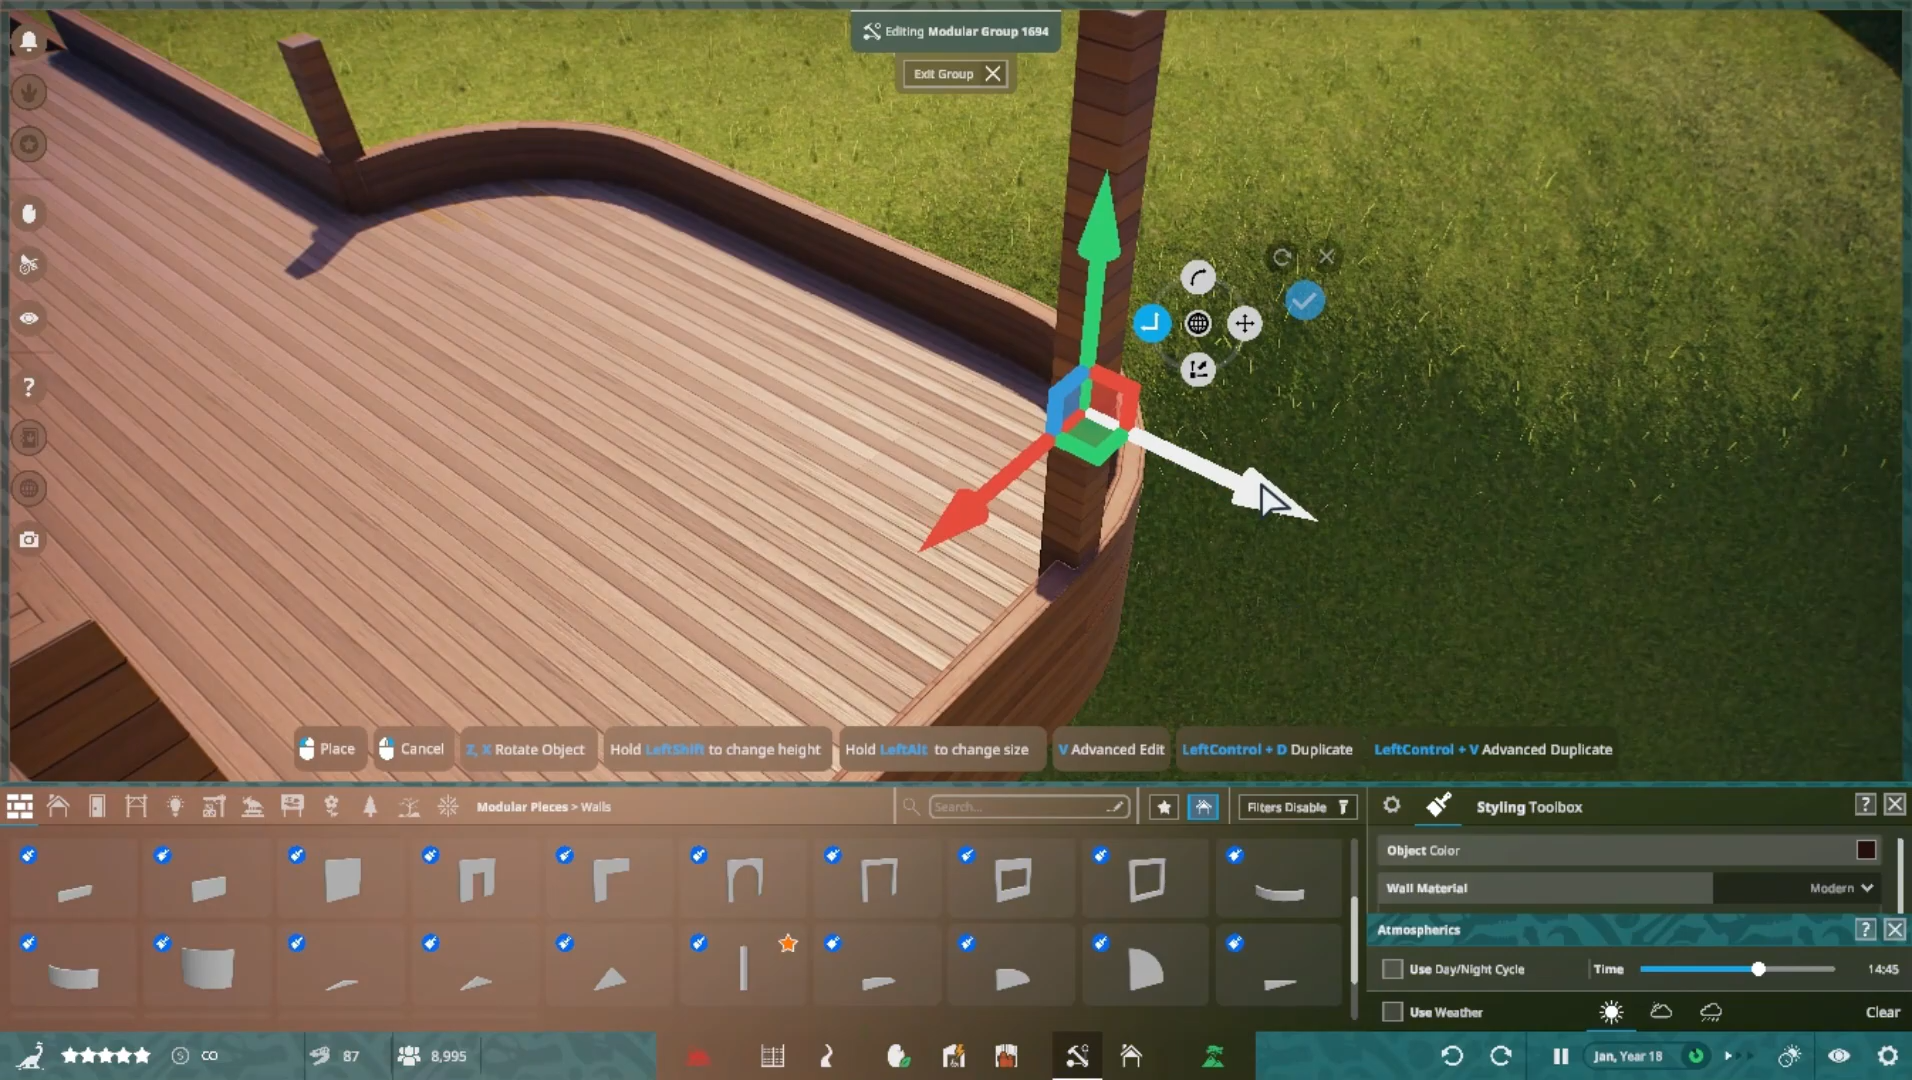 Editing Modular Group 1694
Exit Group
?
Place
Cancel
Z, X Rotate Object
Hold LeftShift to change height
Hold LeftAlt to change size
V Advanced Edit
LeftControl + D Duplicate
LeftControl + V Advanced Duplicate
Modular Pieces > Walls
Search...
Filters Disable
Styling Toolbox
?
Object Color
Wall Material
Modern
Atmospherics
?
Use Day/Night Cycle
Time
14:45
Use Weather
Clear
87
8,995
Jan, Year 18